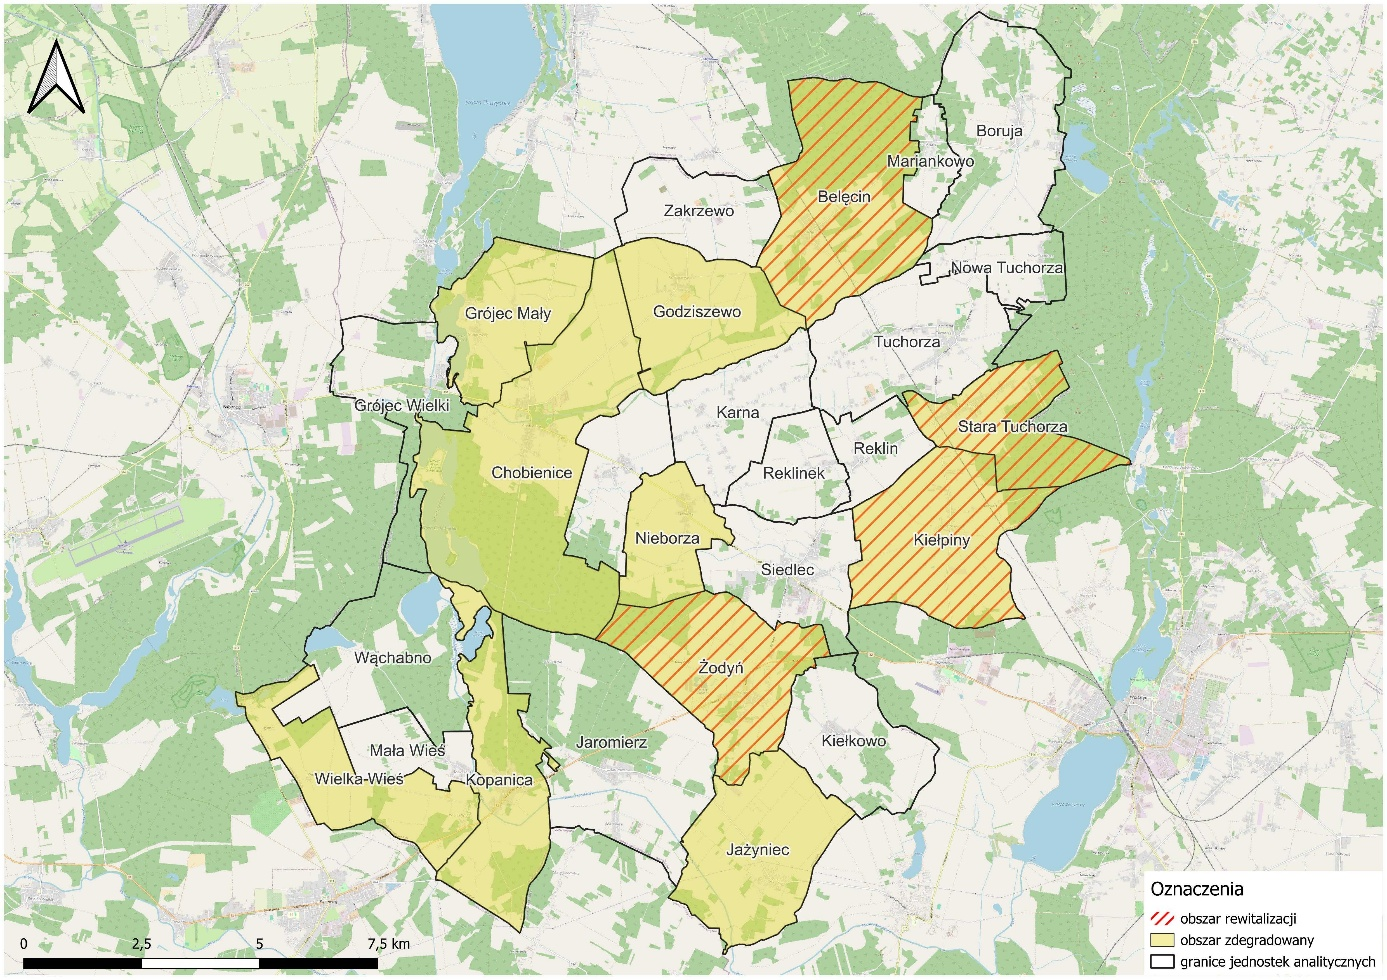 Boruja
Mariankowo
Belęcin
Zakrzewo
Nowa Tuchorza
Grójec Mały
Godziszewo
Tuchorza
Grójec Wielki
Karna
Stara Tuchorza
Reklin
Chobienice
Reklinek
Nieborza
Kiełpiny
Siedlec
Wąchabno
Żodyń
Jaromierz
Kiełkowo
Mała Wieś
Wielka Wieś
Kopanica
Jażyniec
Oznaczenia
obszar rewitalizacji
obszar zdegradowany
granice jednostek analitycznych
0 2,5 5 7,5 km